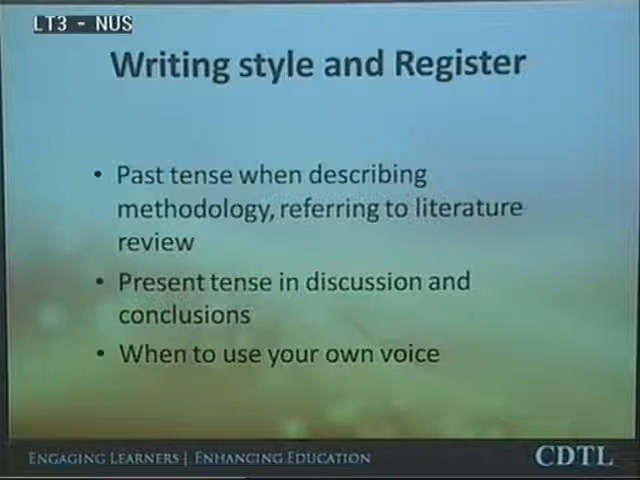 LT3 - NUS
Writing style and Register
• Past tense when describing
methodology, referring to literature
review
• Present tense in discussion and
conclusions
• When to use your own voice
ENGAGING LEARNERS | ENHANCING EDUCATION
CDTL